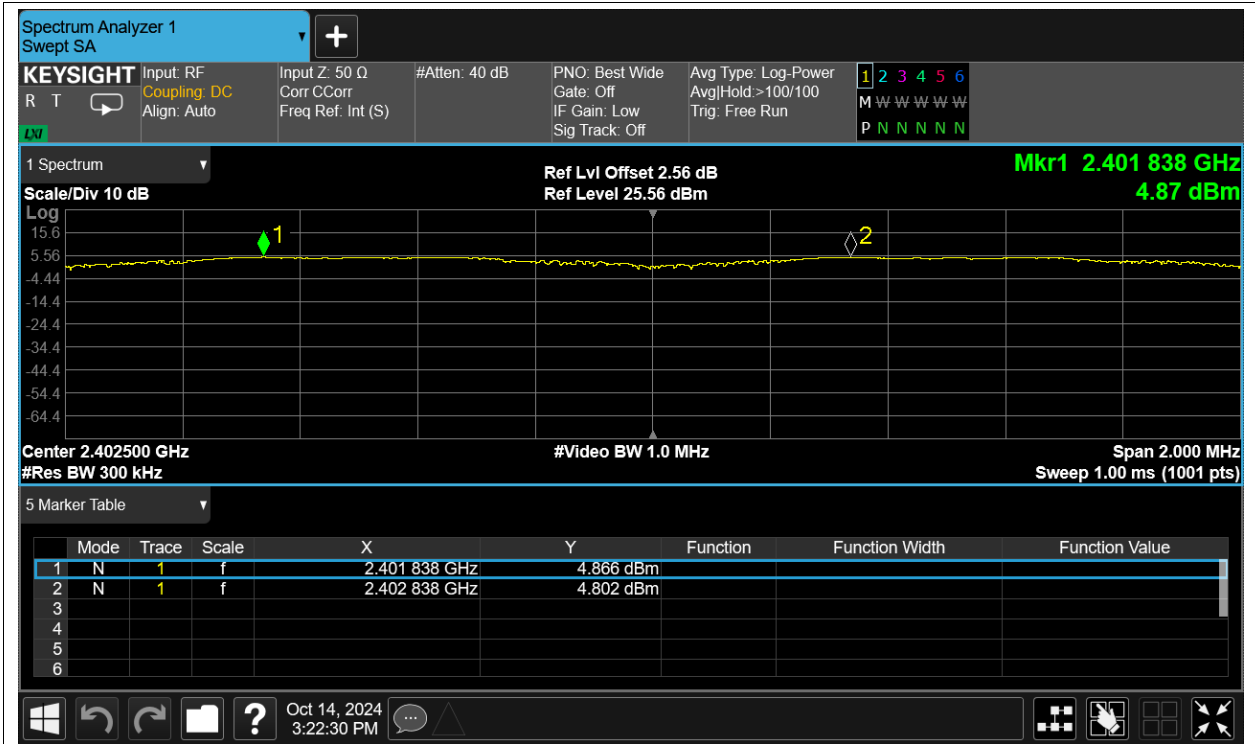 Spectrum Analyzer 1
Swept SA
KEYSIGHT
R T
LXI
Input: RF
Coupling: DC
Align: Auto
Input Z: 50 Ω
Corr CCorr
Freq Ref: Int (S)
#Atten: 40 dB
PNO: Best Wide
Gate: Off
IF Gain: Low
Sig Track: Off
Avg Type: Log-Power
Avg|Hold:>100/100
Trig: Free Run
1 2 3 4 5 6
M W W W W W
P N N N N N
1 Spectrum
Scale/Div 10 dB
Ref Lvl Offset 2.56 dB
Ref Level 25.56 dBm
Mkr1 2.401 838 GHz
4.87 dBm
Log
15.6
5.56
-4.44
-14.4
-24.4
-34.4
-44.4
-54.4
-64.4
1
2
Center 2.402500 GHz
#Video BW 1.0 MHz
Span 2.000 MHz
#Res BW 300 kHz
Sweep 1.00 ms (1001 pts)
5 Marker Table
Mode Trace Scale X Y Function Function Width Function Value
1 N 1 f 2.401 838 GHz 4.866 dBm
2 N 1 f 2.402 838 GHz 4.802 dBm
3
4
5
6
?
Oct 14, 2024
3:22:30 PM